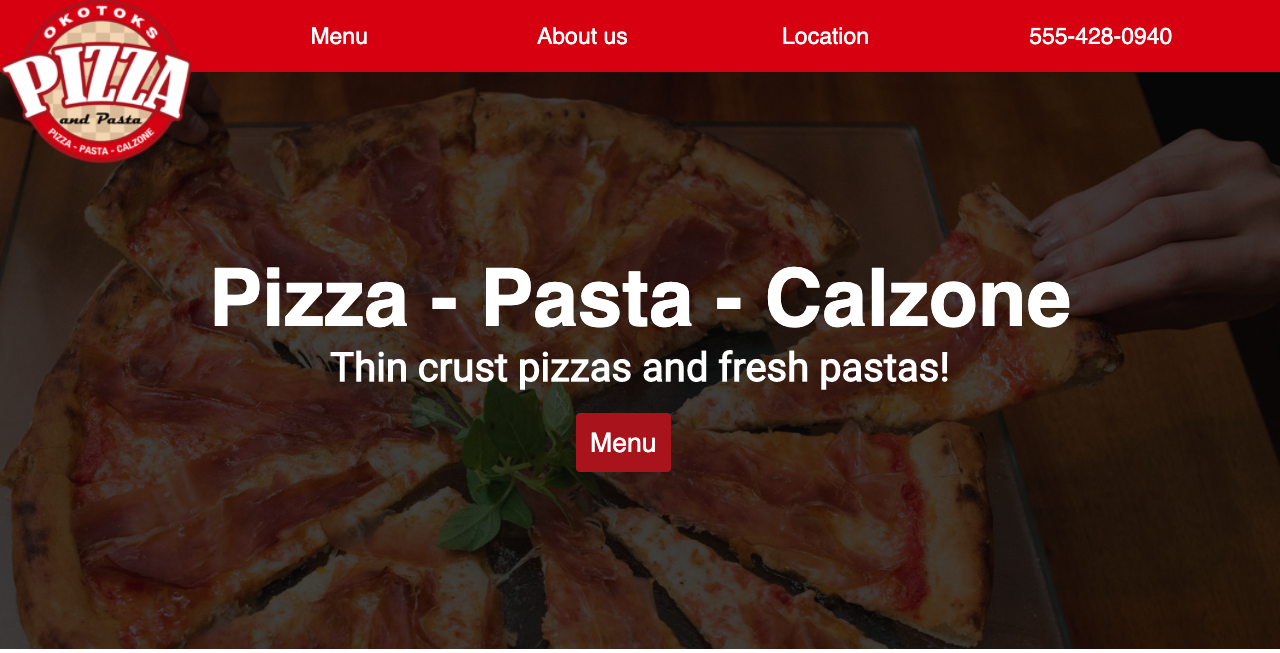 OKOTOKS
PIZZA
and Pasta
PIZZA - PASTA - CALZONE
Menu
About us
Location
555-428-0940
Pizza - Pasta - Calzone
Thin crust pizzas and fresh pastas!
Menu